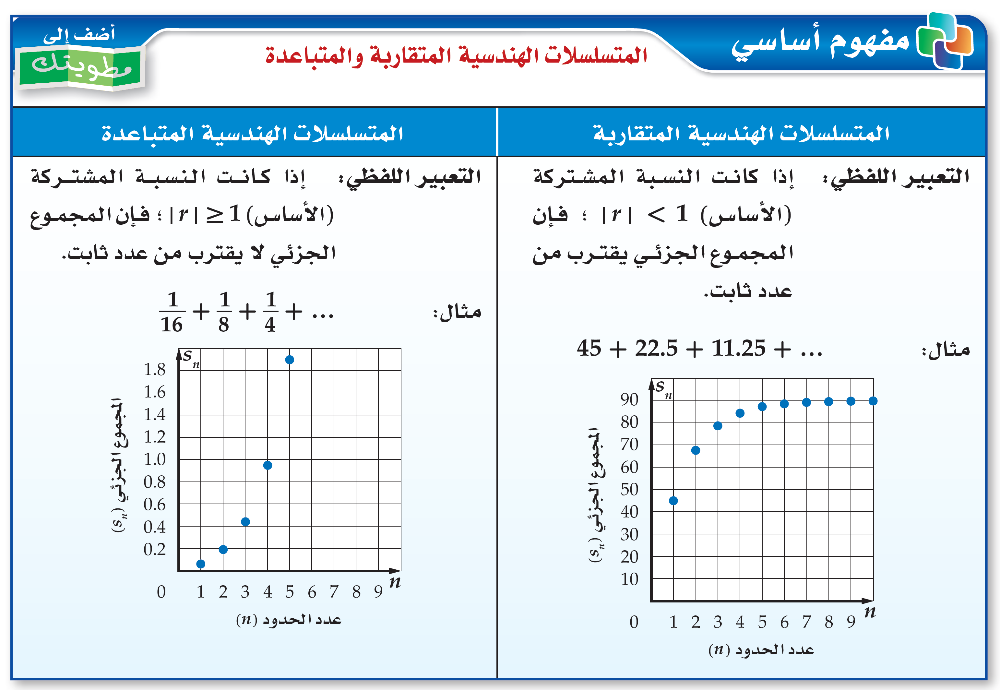 مفهوم أساسي
المتسلسلات الهندسية المتقاربة والمتباعدة
أضف إلى
مطويتك
المتسلسلات الهندسية المتقاربة
التعبير اللفظي: إذا كانت النسبة المشتركة
(الأساس) |r| < 1 ؛ فإن
المجموع الجزئي يقترب من
عدد ثابت.
مثال: 45 + 22.5 + 11.25 + …
Sn
90
80
70
60
50
40
30
20
10
المجموع الجزئي (Sn)
n
0 1 2 3 4 5 6 7 8 9
عدد الحدود (n)
المتسلسلات الهندسية المتباعدة
التعبير اللفظي: إذا كانت النسبة المشتركة
(الأساس) |r| ≥ 1 ؛ فإن المجموع
الجزئي لا يقترب من عدد ثابت.
مثال: 1/16 + 1/8 + 1/4 + …
Sn
1.8
1.6
1.4
1.2
1.0
0.8
0.6
0.4
0.2
المجموع الجزئي (Sn)
n
0 1 2 3 4 5 6 7 8 9
عدد الحدود (n)